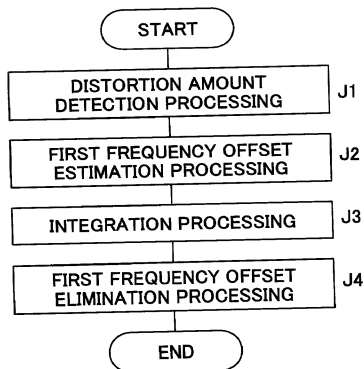 START
DISTORTION AMOUNT
DETECTION PROCESSING
J1
FIRST FREQUENCY OFFSET
ESTIMATION PROCESSING
J2
INTEGRATION PROCESSING
J3
FIRST FREQUENCY OFFSET
ELIMINATION PROCESSING
J4
END